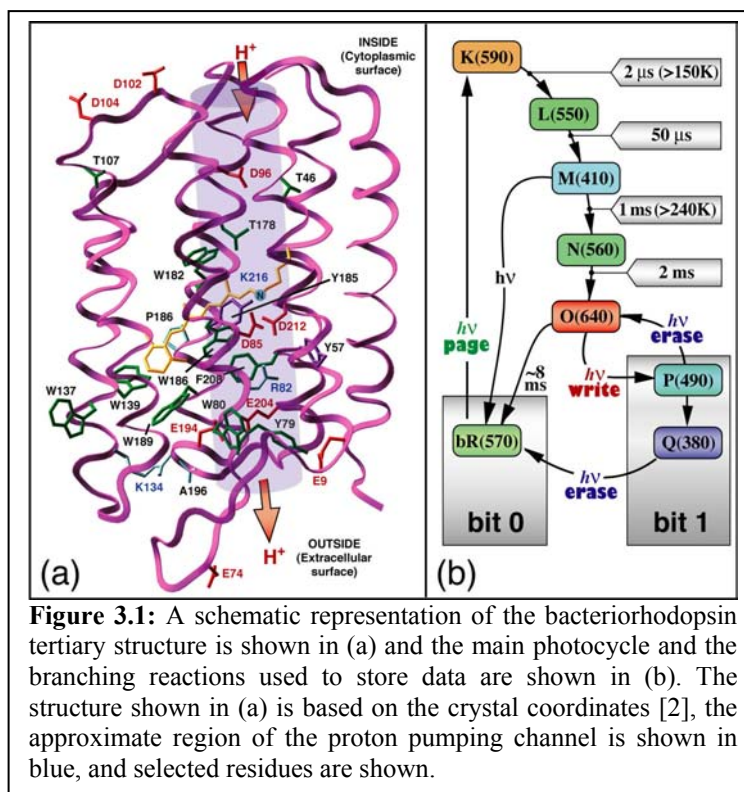 INSIDE
(Cytoplasmic
surface)
H+
D102
D104
T107
D96
T46
T178
W182
K216
N
Y185
P186
D212
D85
Y57
W186
F208
R82
W137
W139
W80
E204
Y79
W189
E194
K134
A196
E9
H+
OUTSIDE
(Extracellular
surface)
E74
(a)
K(590)
2 μs (>150K)
L(550)
50 μs
M(410)
1 ms (>240K)
N(560)
hν
2 ms
O(640)
hν
page
hν
erase
hν
write
~8
ms
P(490)
bR(570)
Q(380)
hν
erase
bit 0
bit 1
(b)
Figure 3.1: A schematic representation of the bacteriorhodopsin
tertiary structure is shown in (a) and the main photocycle and the
branching reactions used to store data are shown in (b). The
structure shown in (a) is based on the crystal coordinates [2], the
approximate region of the proton pumping channel is shown in
blue, and selected residues are shown.